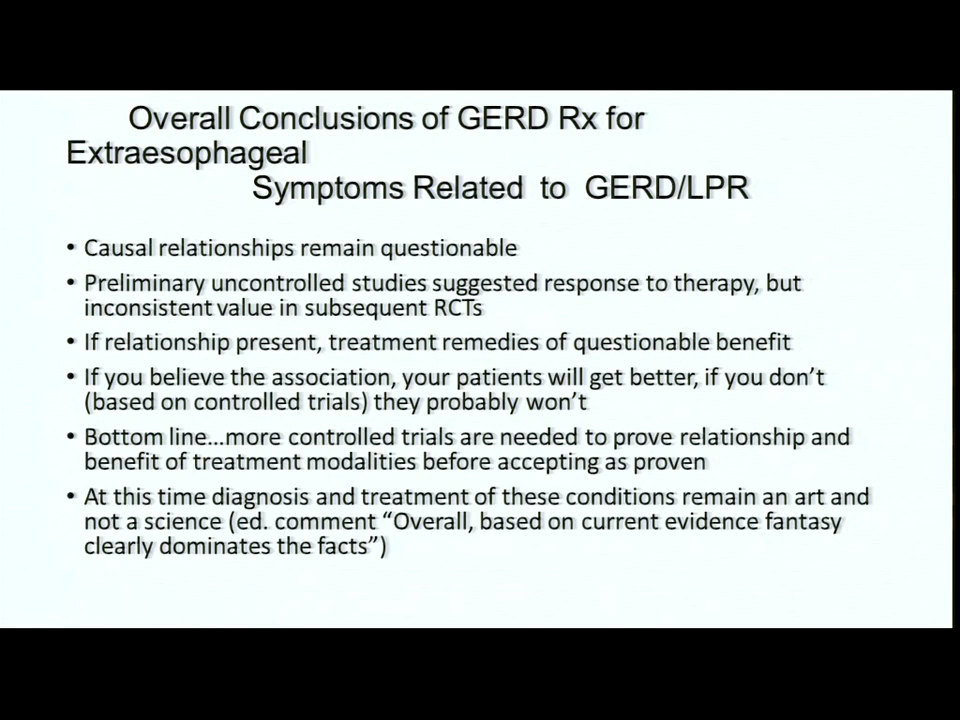 Overall Conclusions of GERD Rx for
Extraesophageal
Symptoms Related to GERD/LPR
• Causal relationships remain questionable
• Preliminary uncontrolled studies suggested response to therapy, but
inconsistent value in subsequent RCTs
• If relationship present, treatment remedies of questionable benefit
• If you believe the association, your patients will get better, if you don’t
(based on controlled trials) they probably won’t
• Bottom line…more controlled trials are needed to prove relationship and
benefit of treatment modalities before accepting as proven
• At this time diagnosis and treatment of these conditions remain an art and
not a science (ed. comment “Overall, based on current evidence fantasy
clearly dominates the facts”)